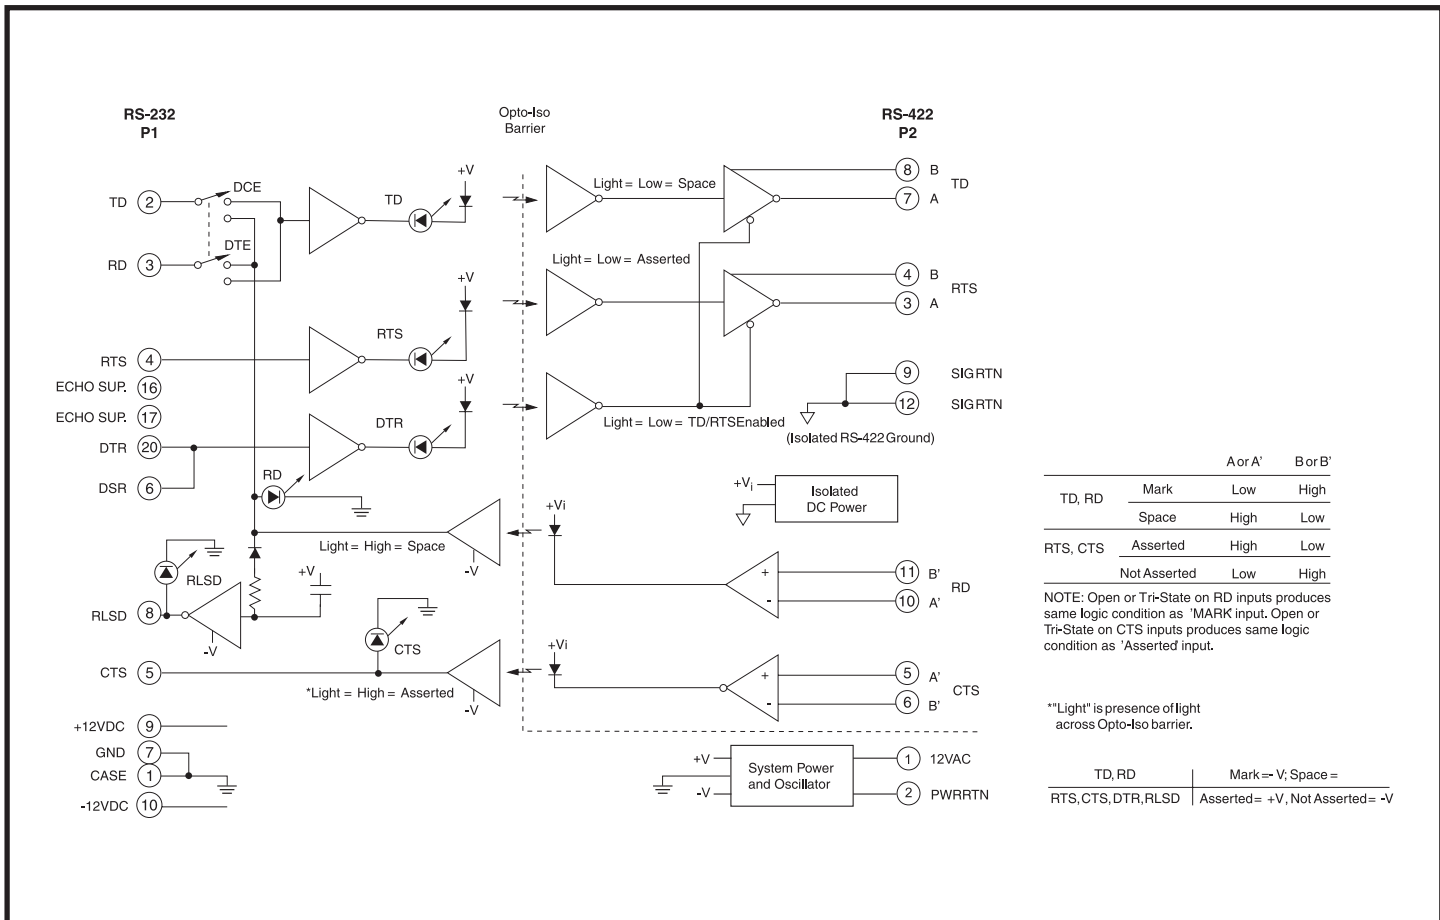 RS-232
P1
Opto-Iso
Barrier
RS-422
P2
TD 2
DCE
TD
+V
Light = Low = Space
8 B
TD
7 A
RD 3
DTE
Light = Low = Asserted
+V
4 B
RTS
3 A
RTS 4
RTS
ECHO SUP. 16
+V
9 SIGRTN
12 SIGRTN
ECHO SUP. 17
DTR
Light = Low = TD/RTSEnabled
(Isolated RS-422 Ground)
DTR 20
DSR 6
RD
+Vi
Isolated
DC Power
+Vi
Light = High = Space
-V
+
-
11 B'
RD
10 A'
RLSD
+V
RLSD 8
-V
CTS
CTS 5
*Light = High = Asserted
-V
+Vi
+
-
5 A'
CTS
6 B'
+12VDC 9
GND 7
CASE 1
-12VDC 10
+V
-V
System Power
and Oscillator
1 12VAC
2 PWRRTN
A or A' B or B'
TD, RD Mark Low High
Space High Low
RTS, CTS Asserted High Low
Not Asserted Low High
NOTE: Open or Tri-State on RD inputs produces
same logic condition as 'MARK input. Open or
Tri-State on CTS inputs produces same logic
condition as 'Asserted' input.
*"Light" is presence of light
across Opto-Iso barrier.
TD, RD Mark =- V; Space =
RTS, CTS, DTR, RLSD Asserted= +V, Not Asserted= -V